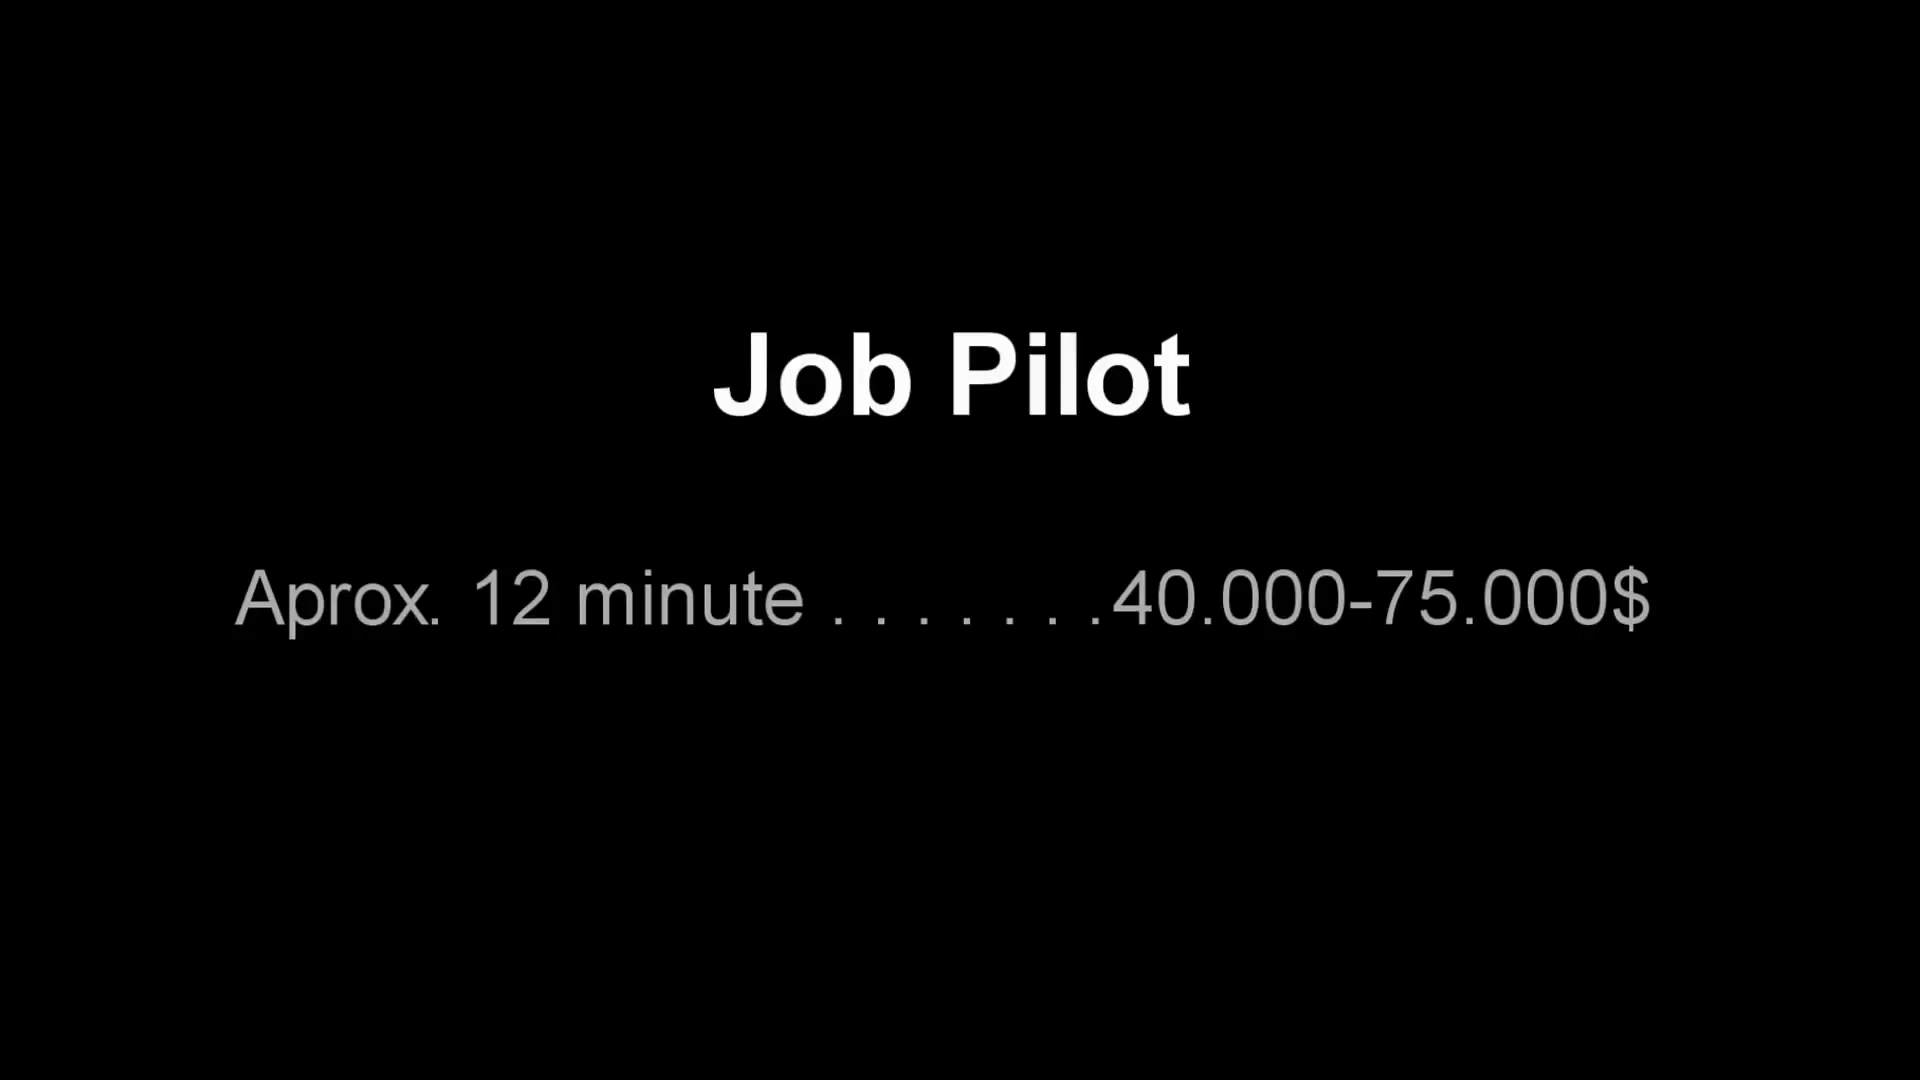 Job Pilot
Aprox. 12 minute . . . . . . .40.000-75.000$